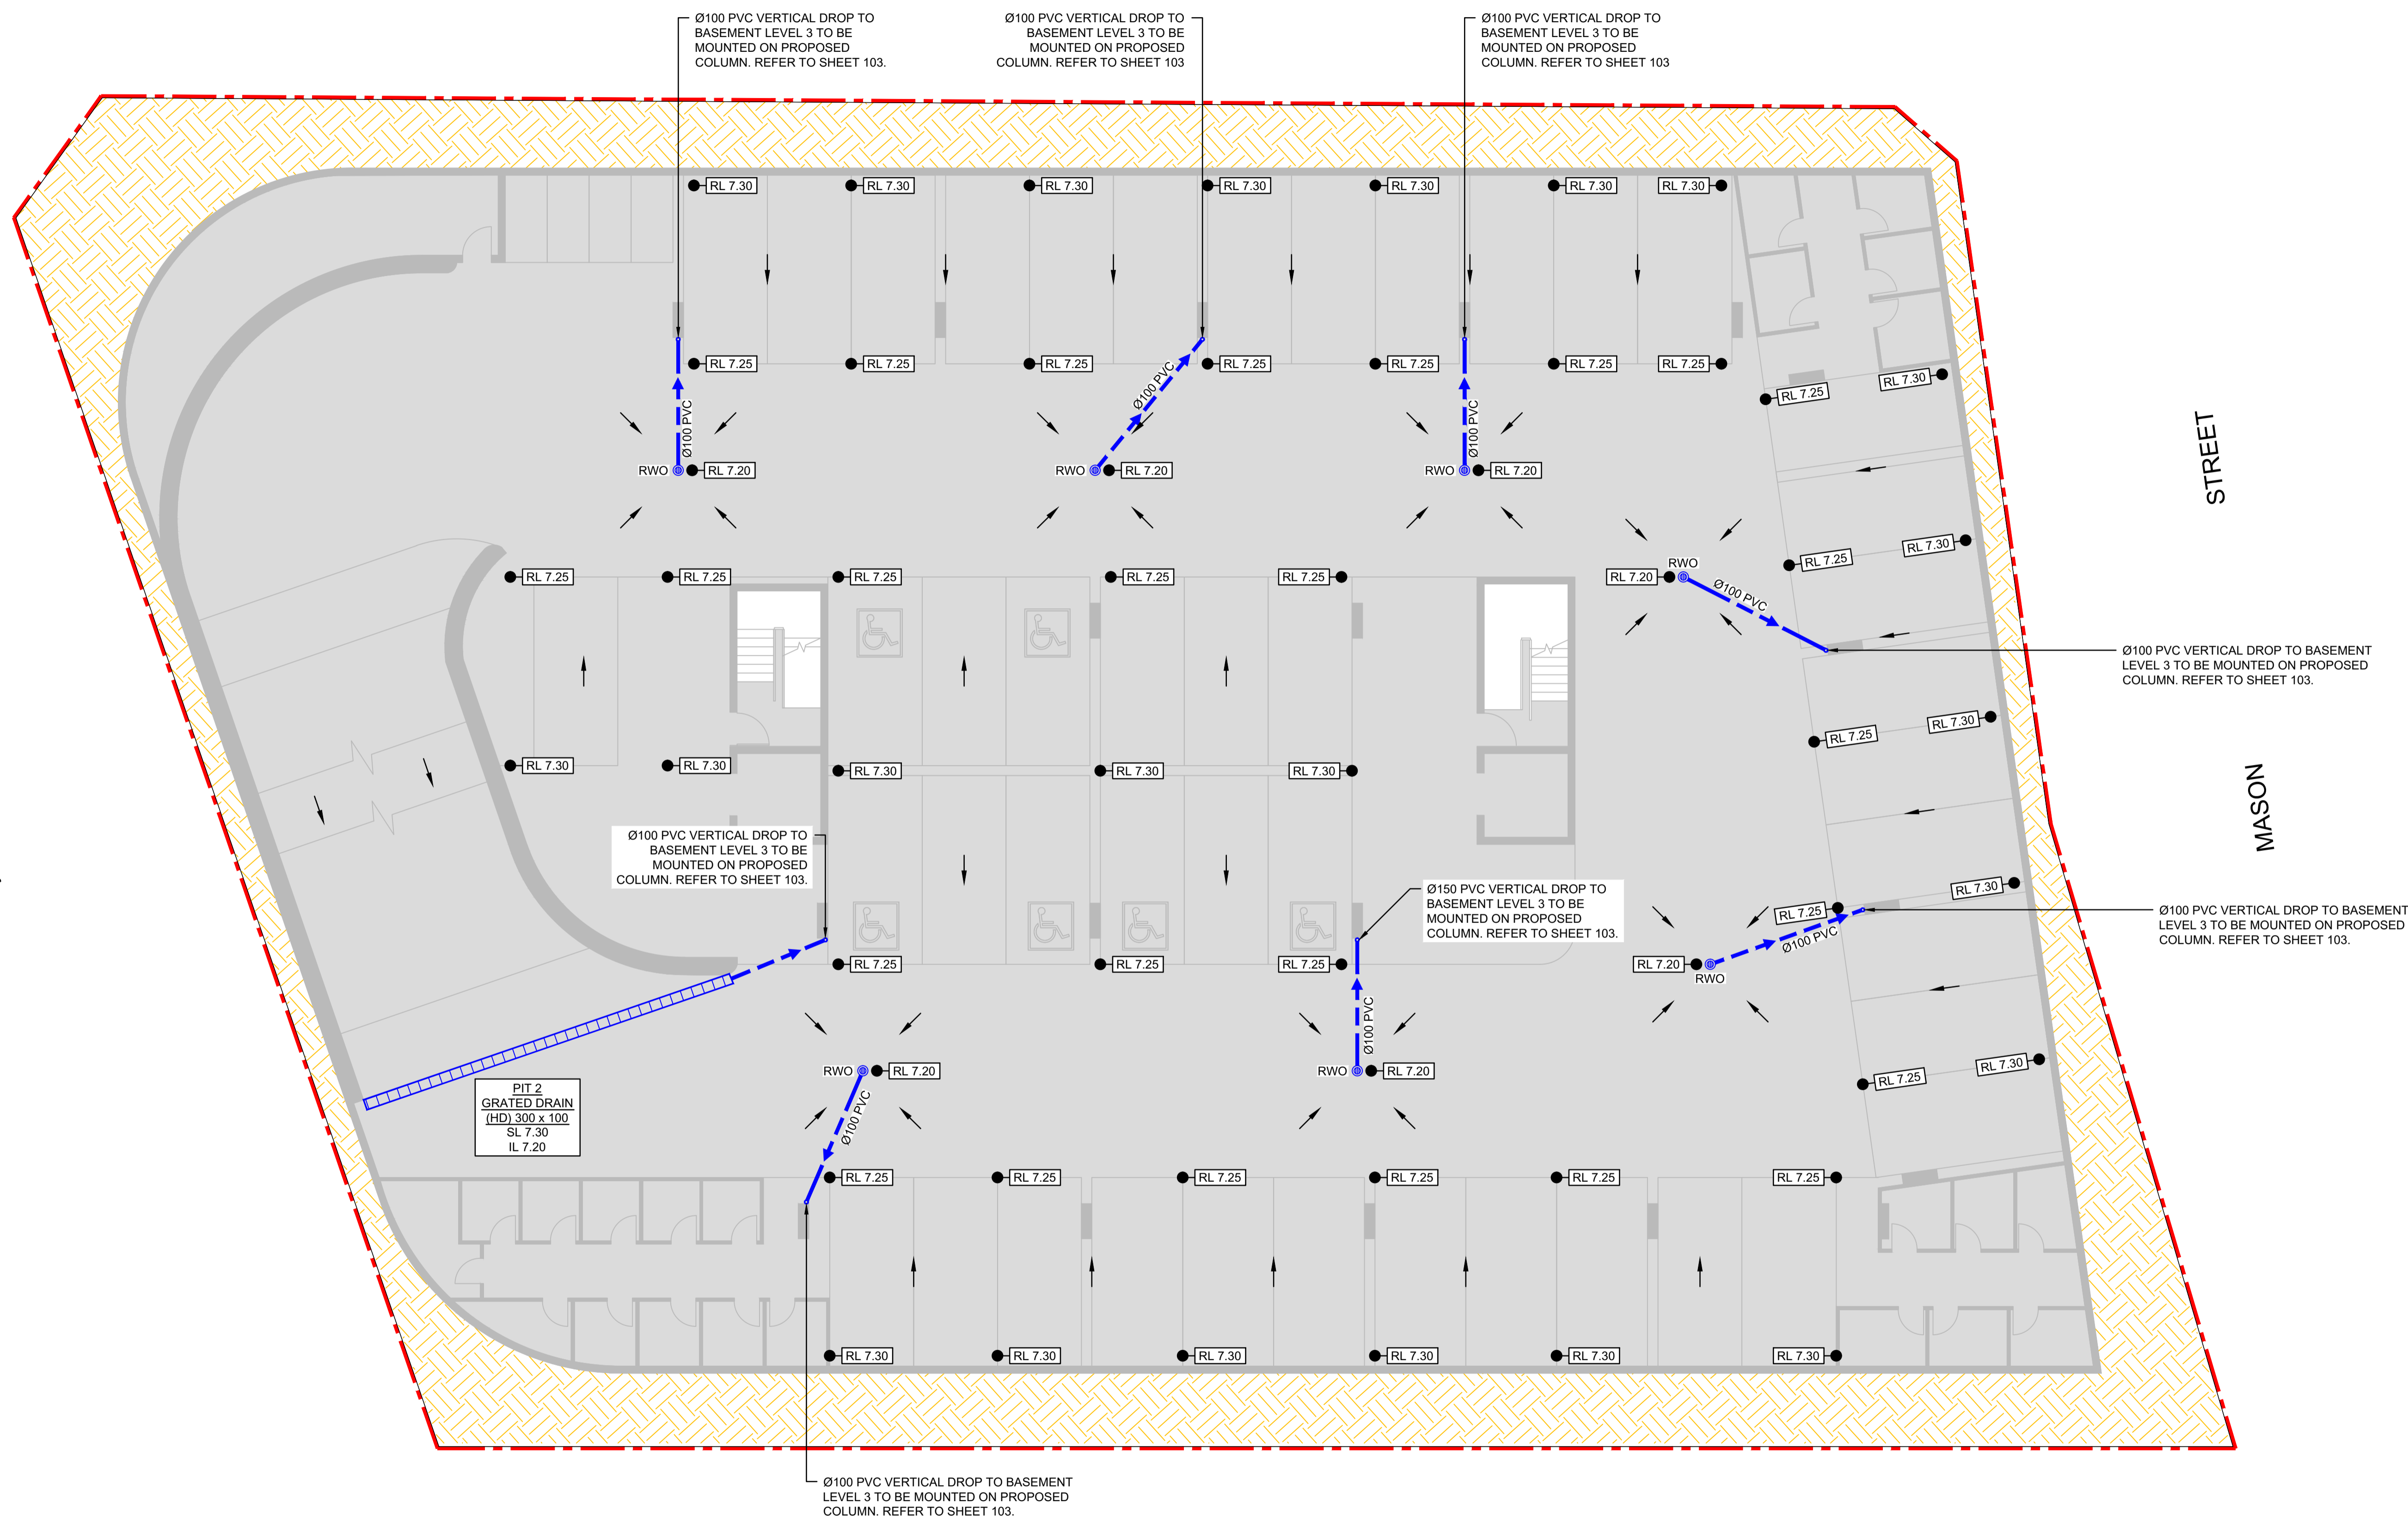 Ø100 PVC VERTICAL DROP TO
BASEMENT LEVEL 3 TO BE
MOUNTED ON PROPOSED
COLUMN. REFER TO SHEET 103.
Ø100 PVC VERTICAL DROP TO
BASEMENT LEVEL 3 TO BE
MOUNTED ON PROPOSED
COLUMN. REFER TO SHEET 103
Ø100 PVC VERTICAL DROP TO
BASEMENT LEVEL 3 TO BE
MOUNTED ON PROPOSED
COLUMN. REFER TO SHEET 103
RL 7.30
RL 7.30
RL 7.30
RL 7.30
RL 7.30
RL 7.30
RL 7.30
RL 7.25
RL 7.25
RL 7.25
RL 7.25
RL 7.25
RL 7.25
RL 7.25
RL 7.25
RL 7.30
Ø100 PVC
Ø100 PVC
Ø100 PVC
RWO
RL 7.20
RWO
RL 7.20
RWO
RL 7.20
STREET
RL 7.25
RL 7.30
RWO
RL 7.20
Ø100 PVC
RL 7.25
RL 7.25
RL 7.25
RL 7.25
RL 7.25
Ø100 PVC VERTICAL DROP TO BASEMENT
LEVEL 3 TO BE MOUNTED ON PROPOSED
COLUMN. REFER TO SHEET 103.
RL 7.25
RL 7.30
RL 7.30
RL 7.30
RL 7.30
RL 7.30
RL 7.30
MASON
Ø100 PVC VERTICAL DROP TO
BASEMENT LEVEL 3 TO BE
MOUNTED ON PROPOSED
COLUMN. REFER TO SHEET 103.
Ø150 PVC VERTICAL DROP TO
BASEMENT LEVEL 3 TO BE
MOUNTED ON PROPOSED
COLUMN. REFER TO SHEET 103.
RL 7.25
RL 7.30
Ø100 PVC
Ø100 PVC VERTICAL DROP TO BASEMENT
LEVEL 3 TO BE MOUNTED ON PROPOSED
COLUMN. REFER TO SHEET 103.
RL 7.25
RL 7.25
RL 7.25
RL 7.20
RWO
Ø100 PVC
RWO
RL 7.20
RWO
RL 7.20
RL 7.25
RL 7.30
Ø100 PVC
PIT 2
GRATED DRAIN
(HD) 300 x 100
SL 7.30
IL 7.20
RL 7.25
RL 7.25
RL 7.25
RL 7.25
RL 7.25
RL 7.25
RL 7.30
RL 7.30
RL 7.30
RL 7.30
RL 7.30
RL 7.30
Ø100 PVC VERTICAL DROP TO BASEMENT
LEVEL 3 TO BE MOUNTED ON PROPOSED
COLUMN. REFER TO SHEET 103.